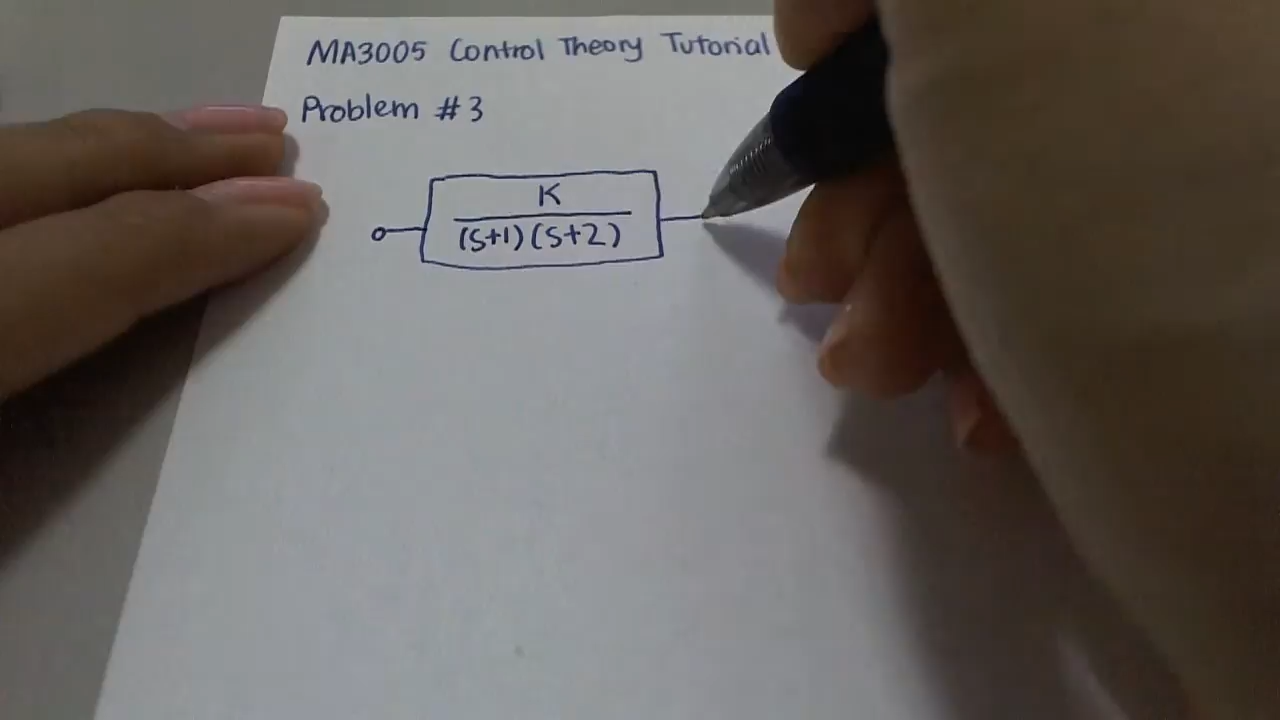 MA3005 Control Theory Tutorial
Problem #3
K
(s+1)(s+2)